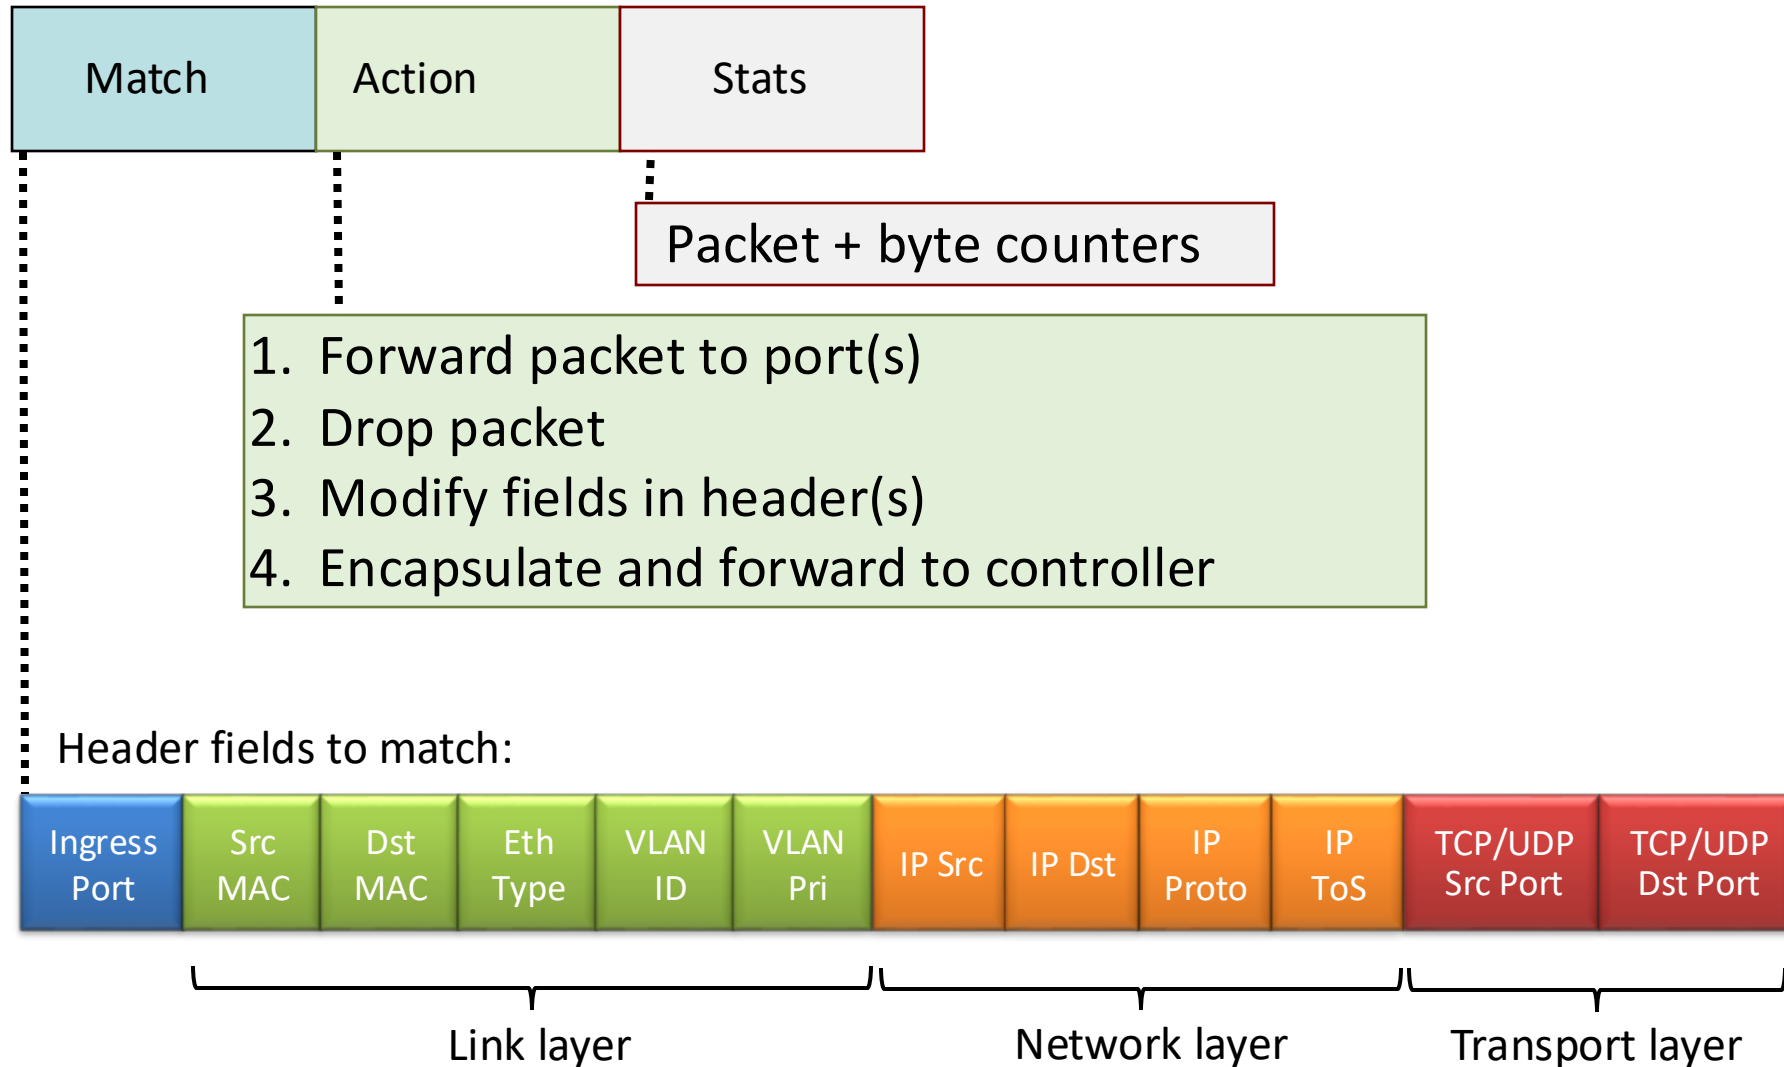 Match
Action
Stats
Packet + byte counters
1. Forward packet to port(s)
2. Drop packet
3. Modify fields in header(s)
4. Encapsulate and forward to controller
Header fields to match:
Ingress
Port
Src
MAC
Dst
MAC
Eth
Type
VLAN
ID
VLAN
Pri
IP Src
IP Dst
IP
Proto
IP
ToS
TCP/UDP
Src Port
TCP/UDP
Dst Port
Link layer
Network layer
Transport layer